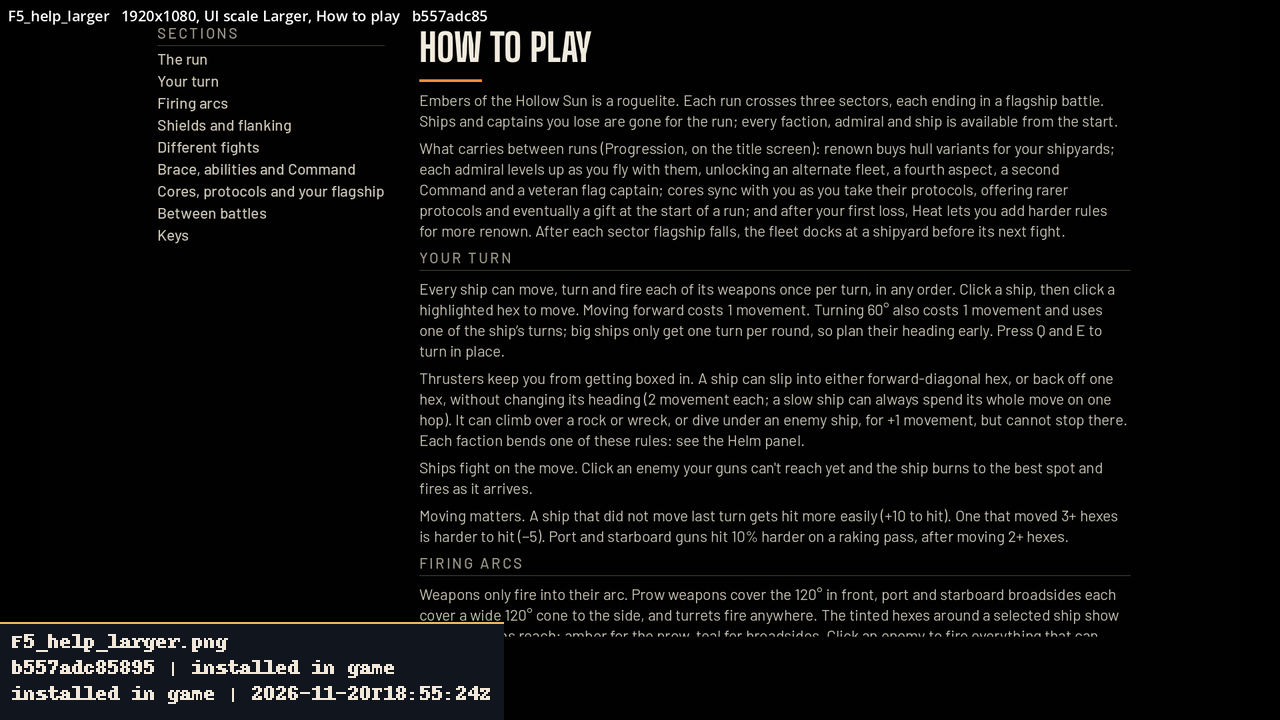 F5_help_larger 1920x1080, UI scale Larger, How to play b557adc85
SECTIONS
The run
Your turn
Firing arcs
Shields and flanking
Different fights
Brace, abilities and Command
Cores, protocols and your flagship
Between battles
Keys
HOW TO PLAY
Embers of the Hollow Sun is a roguelite. Each run crosses three sectors, each ending in a flagship battle.
Ships and captains you lose are gone for the run; every faction, admiral and ship is available from the start.
What carries between runs (Progression, on the title screen): renown buys hull variants for your shipyards;
each admiral levels up as you fly with them, unlocking an alternate fleet, a fourth aspect, a second
Command and a veteran flag captain; cores sync with you as you take their protocols, offering rarer
protocols and eventually a gift at the start of a run; and after your first loss, Heat lets you add harder rules
for more renown. After each sector flagship falls, the fleet docks at a shipyard before its next fight.
YOUR TURN
Every ship can move, turn and fire each of its weapons once per turn, in any order. Click a ship, then click a
highlighted hex to move. Moving forward costs 1 movement. Turning 60° also costs 1 movement and uses
one of the ship's turns; big ships only get one turn per round, so plan their heading early. Press Q and E to
turn in place.
Thrusters keep you from getting boxed in. A ship can slip into either forward-diagonal hex, or back off one
hex, without changing its heading (2 movement each; a slow ship can always spend its whole move on one
hop). It can climb over a rock or wreck, or dive under an enemy ship, for +1 movement, but cannot stop there.
Each faction bends one of these rules: see the Helm panel.
Ships fight on the move. Click an enemy your guns can't reach yet and the ship burns to the best spot and
fires as it arrives.
Moving matters. A ship that did not move last turn gets hit more easily (+10 to hit). One that moved 3+ hexes
is harder to hit (−5). Port and starboard guns hit 10% harder on a raking pass, after moving 2+ hexes.
FIRING ARCS
Weapons only fire into their arc. Prow weapons cover the 120° in front, port and starboard broadsides each
cover a wide 120° cone to the side, and turrets fire anywhere. The tinted hexes around a selected ship show
reach: amber for the prow, teal for broadsides. Click an enemy to fire everything that can
F5_help_larger.png
b557adc85895 | installed in game
installed in game | 2026-11-20T18:55:24Z